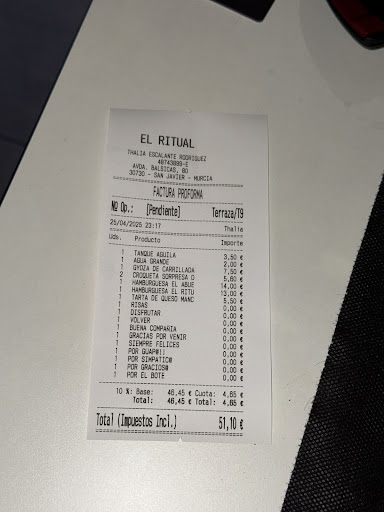 EL RITUAL
THALIA ESCALANTE RODRIGUEZ
48743899-E
AVDA. BALSICAS, 80
30730 - SAN JAVIER - MURCIA
FACTURA PROFORMA
Nº Op.: [Pendiente] Terraza/T9
25/04/2025 23:17 Thalia
Uds. Producto Importe
1 TANQUE AGUILA 3,50 €
1 AGUA GRANDE 2,00 €
1 GYOZA DE CARRILLADA 7,50 €
2 CROQUETA SORPRESA D 5,60 €
1 HAMBURGUESA EL ABUE 14,00 €
1 HAMBURGUESA EL RITU 13,00 €
1 TARTA DE QUESO MANC 5,50 €
1 RISAS 0,00 €
1 DISFRUTAR 0,00 €
1 VOLVER 0,00 €
1 BUENA COMPAÑIA 0,00 €
1 GRACIAS POR VENIR 0,00 €
1 SIEMPRE FELICES 0,00 €
1 POR GUAP@!! 0,00 €
1 POR SIMPATIC@ 0,00 €
1 POR GRACIOS@ 0,00 €
1 POR EL BOTE 0,00 €
10 %: Base: 46,45 € Cuota: 4,65 €
Total: 46,45 € Total: 4,65 €
Total (Impuestos Incl.) 51,10 €